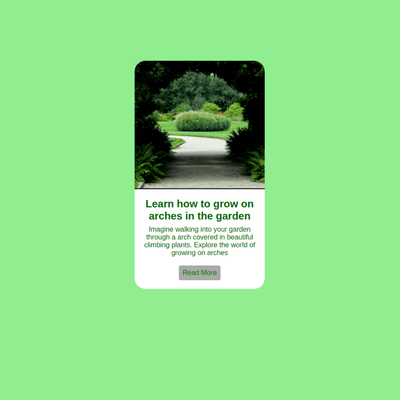 Learn how to grow on
arches in the garden
Imagine walking into your garden
through a arch covered in beautiful
climbing plants. Explore the world of
growing on arches
Read More